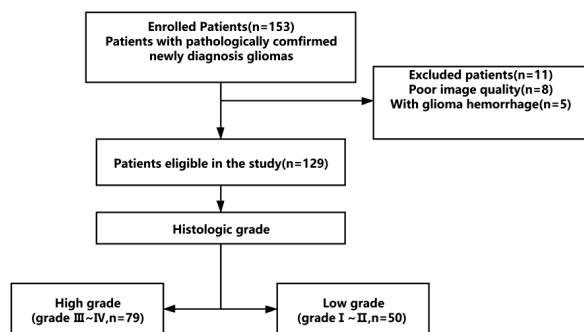 Enrolled Patients(n=153)
Patients with pathologically comfirmed
newly diagnosis gliomas
Excluded patients(n=11)
Poor image quality(n=8)
With glioma hemorrhage(n=5)
Patients eligible in the study(n=129)
Histologic grade
High grade
(grade Ⅲ~Ⅳ,n=79)
Low grade
(grade Ⅰ ~Ⅱ,n=50)